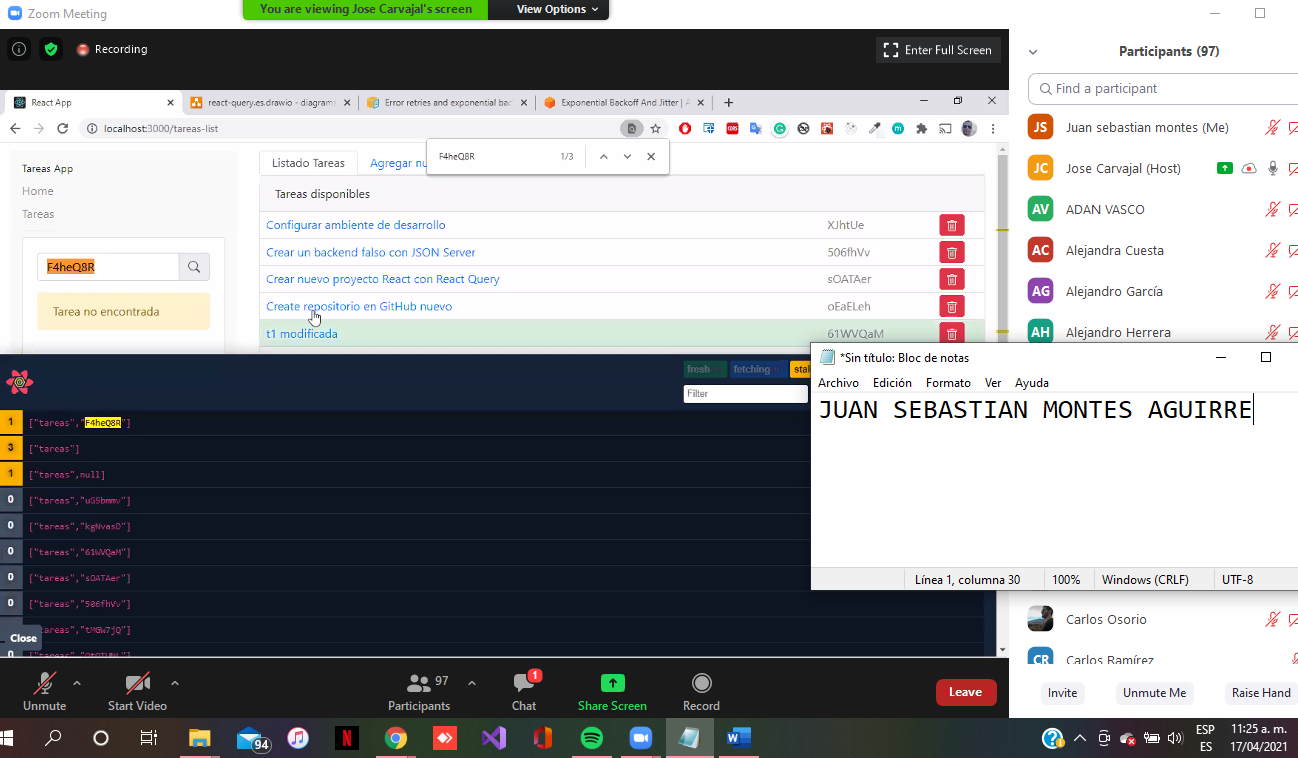 Zoom Meeting
You are viewing Jose Carvajal's screen
View Options
Recording
Enter Full Screen
React App
react-query.es.drawio - diagram
Error retries and exponential bac
Exponential Backoff And Jitter | A
localhost:3000/tareas-list
F4heQ8R
1/3
Tareas App
Home
Tareas
F4heQ8R
Tarea no encontrada
Listado Tareas
Agregar nu
Tareas disponibles
Configurar ambiente de desarrollo XJhtUe
Crear un backend falso con JSON Server 506fhVv
Crear nuevo proyecto React con React Query sOATAer
Create repositorio en GitHub nuevo oEaELeh
t1 modificada 61WVQaM
fresh
fetching
stal
Filter
1 ["tareas","F4heQ8R"]
3 ["tareas"]
1 ["tareas",null]
0 ["tareas","uG5bmmv"]
0 ["tareas","kgNvasD"]
0 ["tareas","61WVQaM"]
0 ["tareas","sOATAer"]
0 ["tareas","506fhVv"]
"tareas","tMGW7jQ"]
Close
0
*Sin título: Bloc de notas
Archivo Edición Formato Ver Ayuda
JUAN SEBASTIAN MONTES AGUIRRE
Línea 1, columna 30 100% Windows (CRLF) UTF-8
Participants (97)
Find a participant
JS Juan sebastian montes (Me)
JC Jose Carvajal (Host)
AV ADAN VASCO
AC Alejandra Cuesta
AG Alejandro García
AH Alejandro Herrera
Carlos Osorio
CR Carlos Ramírez
Invite
Unmute Me
Raise Hand
Unmute
Start Video
97
Participants
1
Chat
Share Screen
Record
Leave
94
ESP
ES
11:25 a. m.
17/04/2021